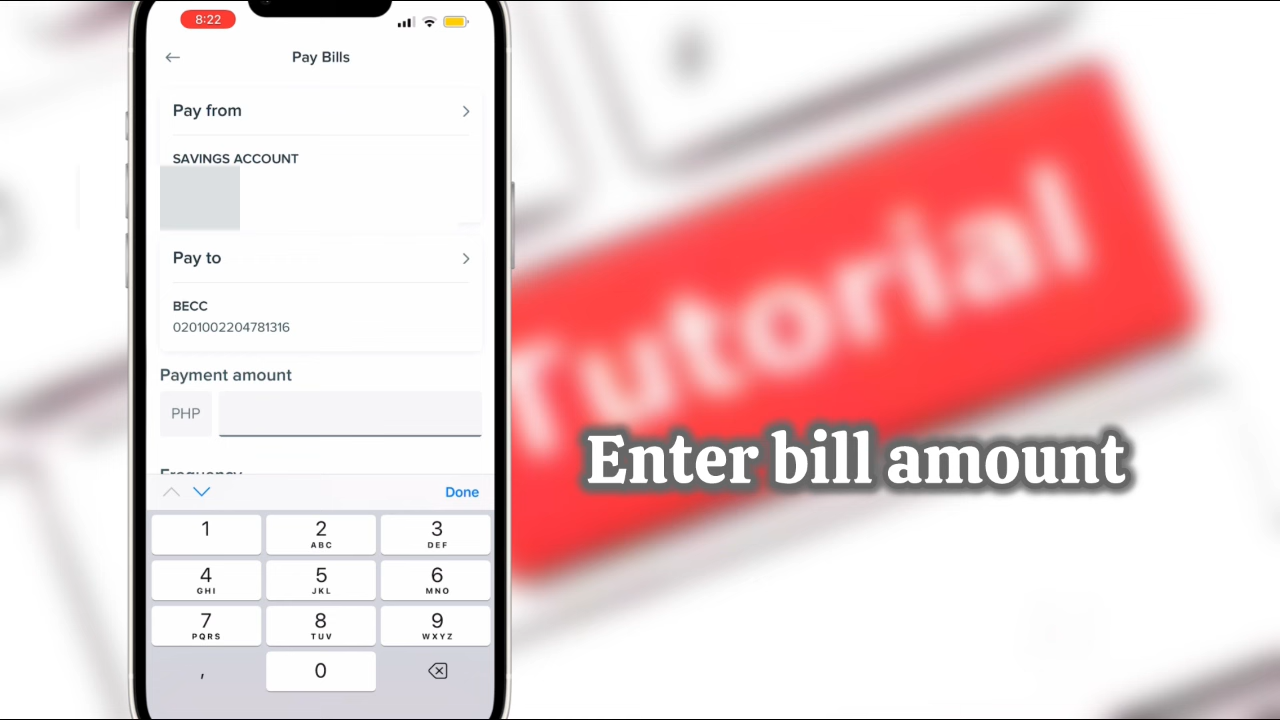 8:22
Pay Bills
Pay from
SAVINGS ACCOUNT
Pay to
BECC
0201002204781316
Payment amount
PHP
Frequency
Done
1
2
ABC
3
DEF
4
GHI
5
JKL
6
MNO
7
PQRS
8
TUV
9
WXYZ
,
0
Tutorial
Enter bill amount